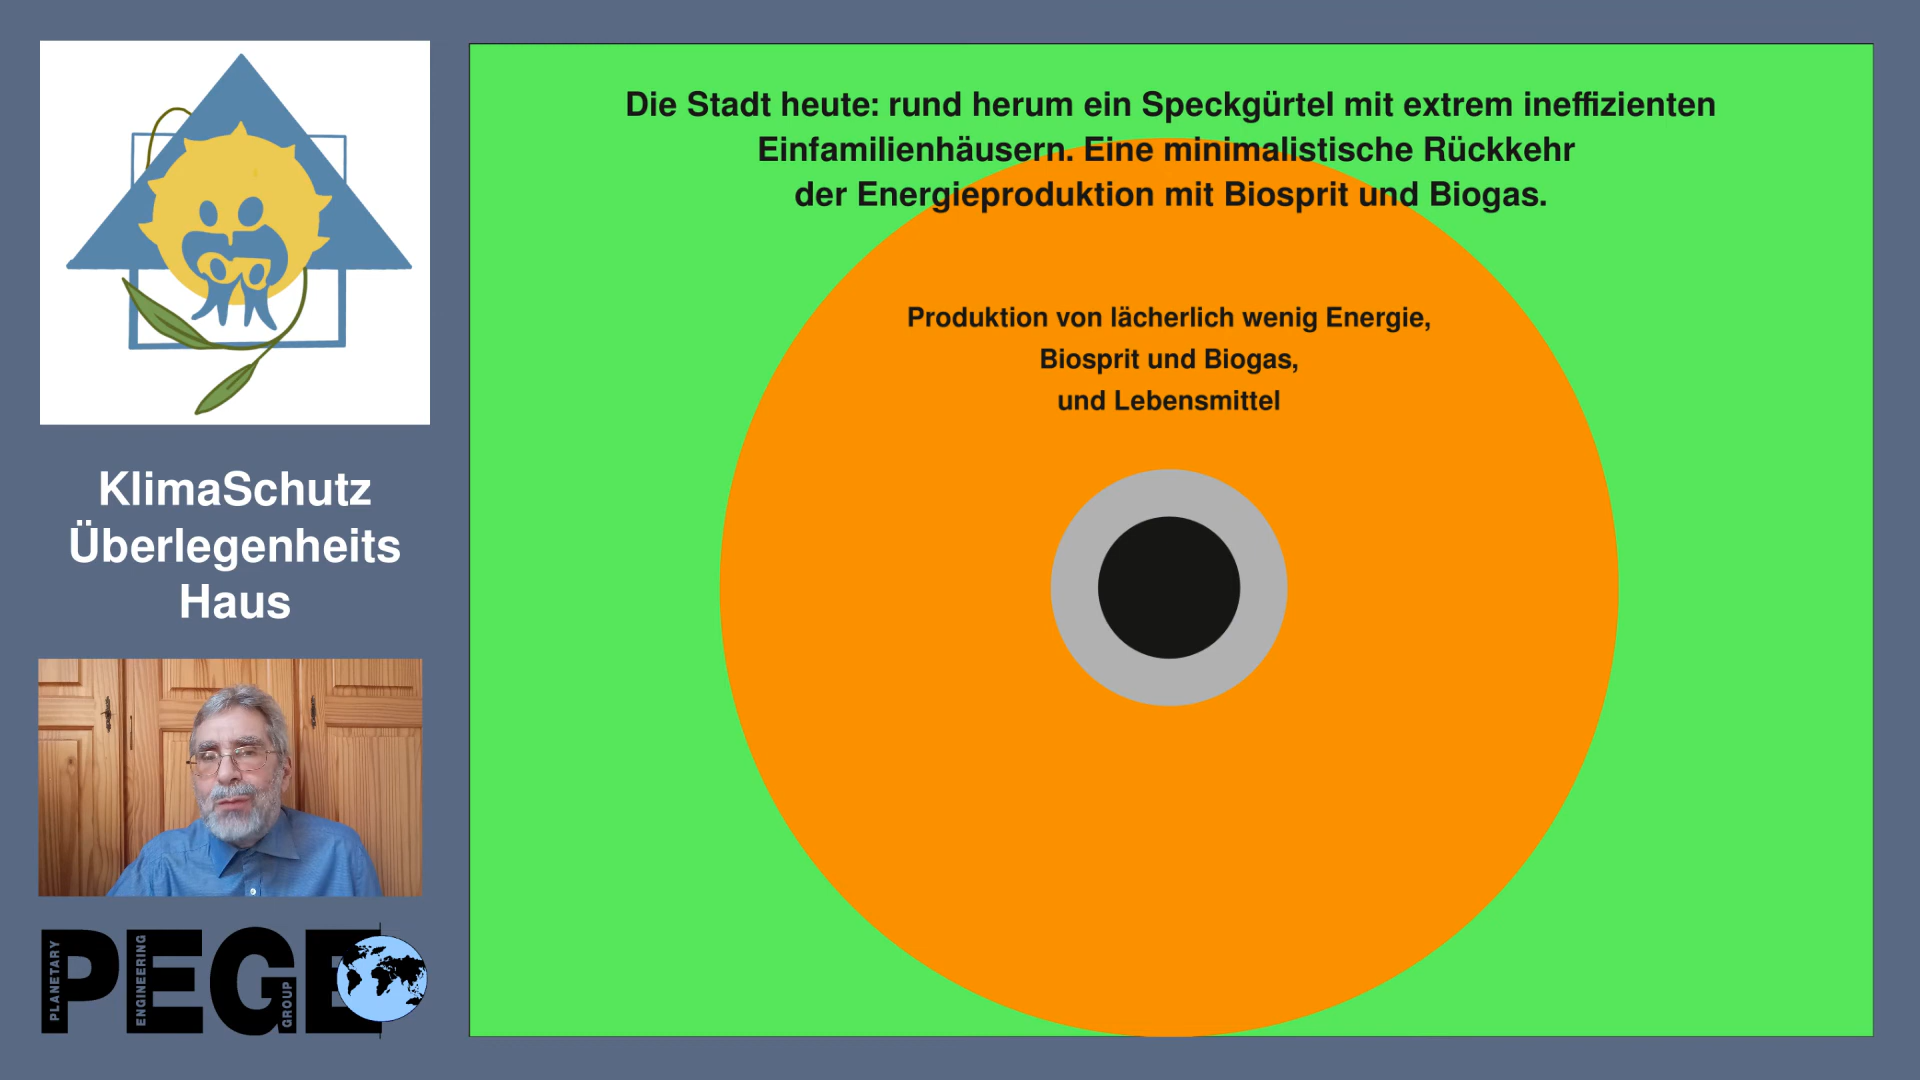 KlimaSchutz
Überlegenheits
Haus
PLANETARY
ENGINEERING
GROUP
PEGE
Die Stadt heute: rund herum ein Speckgürtel mit extrem ineffizienten
Einfamilienhäusern. Eine minimalistische Rückkehr
der Energieproduktion mit Biosprit und Biogas.
Produktion von lächerlich wenig Energie,
Biosprit und Biogas,
und Lebensmittel